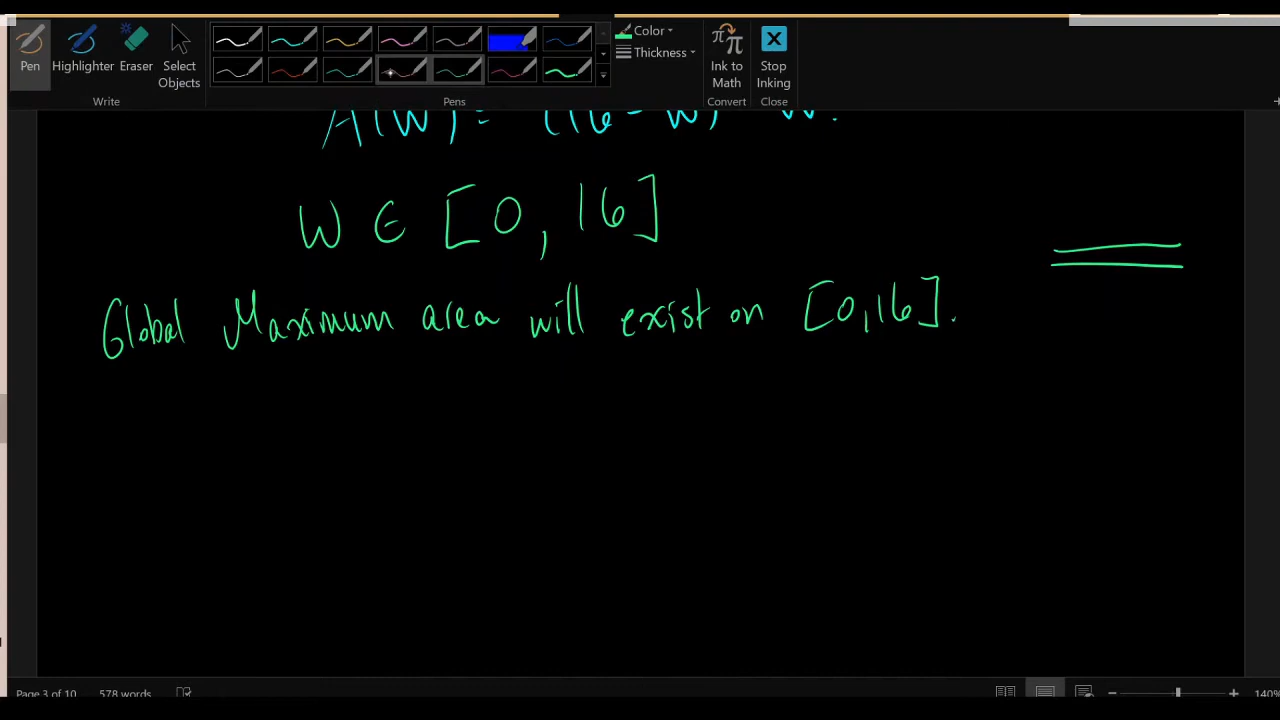 Color
Thickness
Pen
Highlighter
Eraser
Select Objects
Ink to Math
Stop Inking
Write
Pens
Convert
Close
A(W) = (16 - W) W.
W ∈ [0, 16]
Global Maximum area will exist on [0,16].
Page 3 of 10
578 words
140%